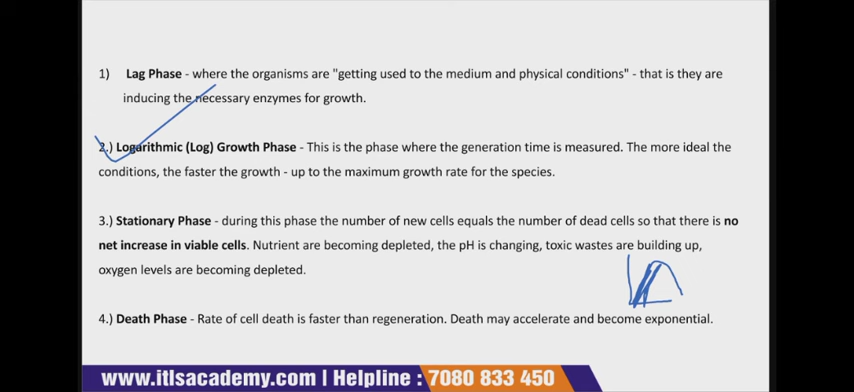 1) Lag Phase - where the organisms are "getting used to the medium and physical conditions" - that is they are
inducing the necessary enzymes for growth.
2.) Logarithmic (Log) Growth Phase - This is the phase where the generation time is measured. The more ideal the
conditions, the faster the growth - up to the maximum growth rate for the species.
3.) Stationary Phase - during this phase the number of new cells equals the number of dead cells so that there is no
net increase in viable cells. Nutrient are becoming depleted, the pH is changing, toxic wastes are building up,
oxygen levels are becoming depleted.
4.) Death Phase - Rate of cell death is faster than regeneration. Death may accelerate and become exponential.
www.itlsacademy.com | Helpline : 7080 833 450